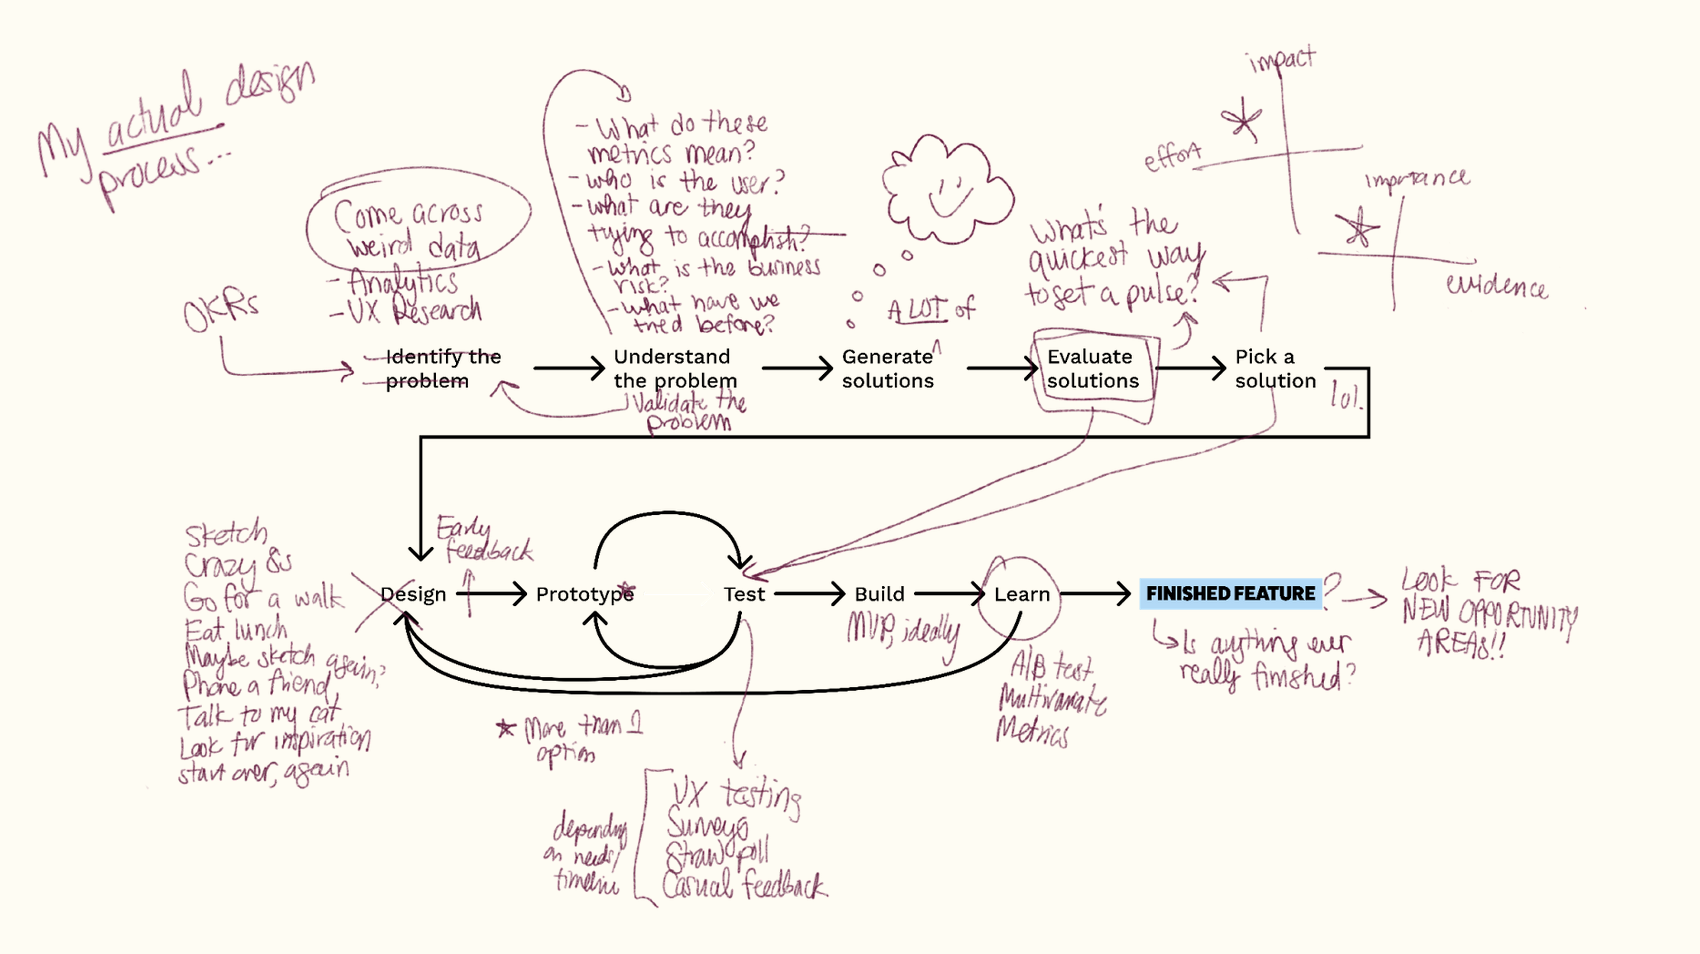 My actual design
process...
impact
effort
importance
evidence
OKRs
Come across
weird data
- Analytics
- UX Research
- What do these
metrics mean?
- who is the user?
- what are they
trying to accomplish?
- what is the business
risk?
- what have we
tried before?
A LOT of
What's the
quickest way
to get a pulse?
Identify the
problem
Understand
the problem
Validate the
problem
Generate
solutions
Evaluate
solutions
Pick a
solution
lol.
Sketch
Crazy 8s
Go for a walk
Eat lunch
Maybe sketch again?
Phone a friend,
Talk to my cat,
Look for inspiration
start over, again
Early
feedback
Design
Prototype
Test
Build
MVP, ideally
Learn
A/B test
Multivariate
Metrics
FINISHED FEATURE
?
Is anything ever
really finished?
LOOK FOR
NEW OPPORTUNITY
AREAS!!
More than 1
option
depending
on needs/
timeline
UX testing
Surveys
Straw poll
Casual feedback